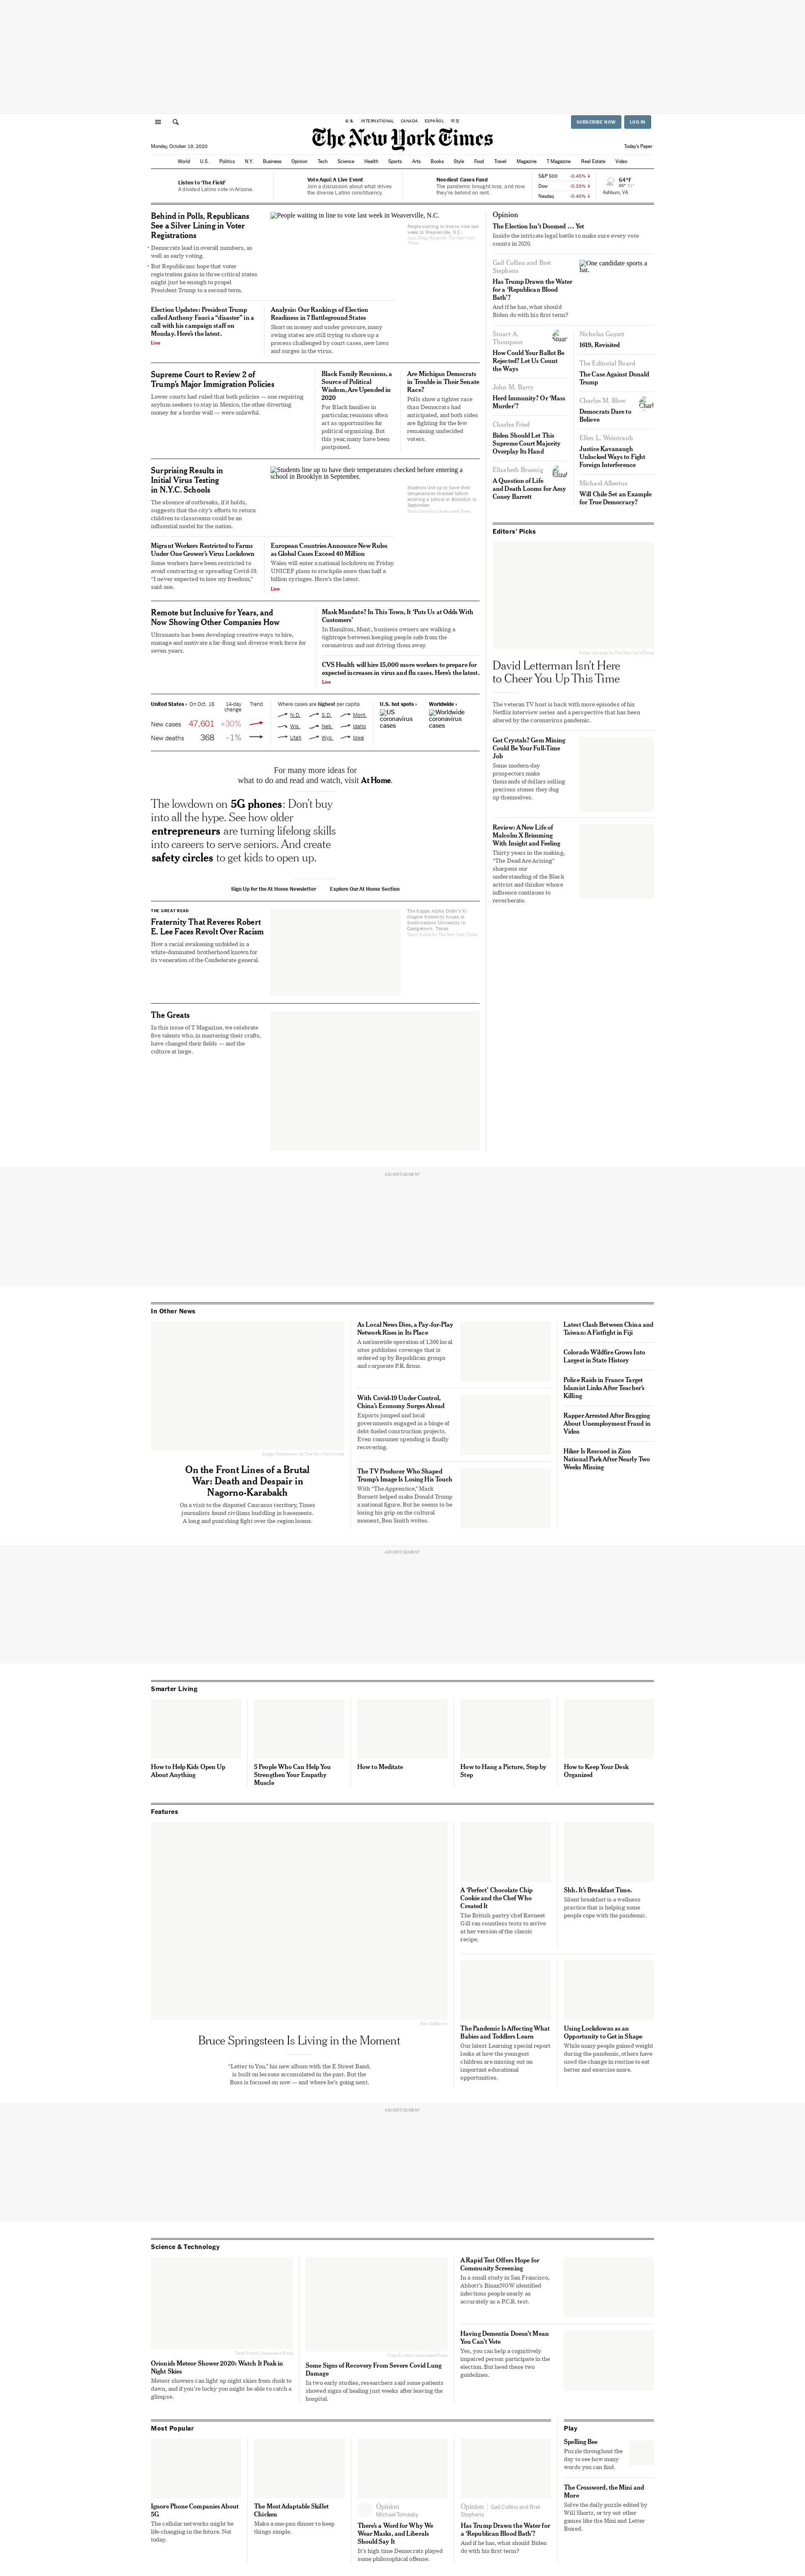 U.S. INTERNATIONAL CANADA ESPAÑOL 中文
SUBSCRIBE NOW LOG IN
The New York Times
Monday, October 19, 2020
Today's Paper
World U.S. Politics N.Y. Business Opinion Tech Science Health Sports Arts Books Style Food Travel Magazine T Magazine Real Estate Video
Listen to 'The Field'
A divided Latino vote in Arizona.
Vote Aquí: A Live Event
Join a discussion about what drives
the diverse Latino constituency.
Neediest Cases Fund
The pandemic brought loss, and now
they're behind on rent.
S&P 500 -0.45% ↓
Dow -0.33% ↓
Nasdaq -0.40% ↓
64°F
Ashburn, VA
Behind in Polls, Republicans
See a Silver Lining in Voter
Registrations
• Democrats lead in overall numbers, as
well as early voting.
• But Republicans hope that voter
registration gains in three critical states
might just be enough to propel
President Trump to a second term.
People waiting in line to vote last week in Weaverville, N.C.
People waiting in line to vote last
week in Weaverville, N.C.
Election Updates: President Trump
called Anthony Fauci a "disaster" in a
call with his campaign staff on
Monday. Here's the latest.
Live
Analysis: Our Rankings of Election
Readiness in 7 Battleground States
Short on money and under pressure, many
swing states are still trying to shore up a
process challenged by court cases, new laws
and surges in the virus.
Supreme Court to Review 2 of
Trump's Major Immigration Policies
Lower courts had ruled that both policies — one requiring
asylum seekers to stay in Mexico, the other diverting
money for a border wall — were unlawful.
Black Family Reunions, a
Source of Political
Wisdom, Are Upended in
2020
For Black families in
particular, reunions often
act as opportunities for
political organizing. But
this year, many have been
postponed.
Are Michigan Democrats
in Trouble in Their Senate
Race?
Polls show a tighter race
than Democrats had
anticipated, and both sides
are fighting for the few
remaining undecided
voters.
Surprising Results in
Initial Virus Testing
in N.Y.C. Schools
The absence of outbreaks, if it holds,
suggests that the city's efforts to return
children to classrooms could be an
influential model for the nation.
Students line up to have their temperatures checked before entering a
school in Brooklyn in September.
Students line up to have their
temperatures checked before
entering a school in Brooklyn in
September.
Migrant Workers Restricted to Farms
Under One Grower's Virus Lockdown
Some workers have been restricted to
avoid contracting or spreading Covid-19.
"I never expected to lose my freedom,"
said one.
European Countries Announce New Rules
as Global Cases Exceed 40 Million
Wales will enter a national lockdown on Friday.
UNICEF plans to stockpile more than half a
billion syringes. Here's the latest.
Live
Remote but Inclusive for Years, and
Now Showing Other Companies How
Ultranauts has been developing creative ways to hire,
manage and motivate a far-flung and diverse work force for
seven years.
Mask Mandate? In This Town, It 'Puts Us at Odds With
Customers'
In Hamilton, Mont., business owners are walking a
tightrope between keeping people safe from the
coronavirus and not driving them away.
CVS Health will hire 15,000 more workers to prepare for
expected increases in virus and flu cases. Here's the latest.
Live
United States › On Oct. 18 14-day change Trend
New cases 47,601 +30%
New deaths 368 –1%
Where cases are highest per capita
N.D. S.D. Mont.
Wis. Neb. Idaho
Utah Wyo. Iowa
U.S. hot spots ›
US
coronavirus
cases
Worldwide ›
Worldwide
coronavirus
cases
For many more ideas for
what to do and read and watch, visit At Home.
The lowdown on 5G phones: Don't buy
into all the hype. See how older
entrepreneurs are turning lifelong skills
into careers to serve seniors. And create
safety circles to get kids to open up.
Sign Up for the At Home Newsletter Explore Our At Home Section
THE GREAT READ
Fraternity That Reveres Robert
E. Lee Faces Revolt Over Racism
How a racial awakening unfolded in a
white-dominated brotherhood known for
its veneration of the Confederate general.
The Kappa Alpha Order's Xi
chapter fraternity house at
Southwestern University in
Georgetown, Texas.
The Greats
In this issue of T Magazine, we celebrate
five talents who, in mastering their crafts,
have changed their fields — and the
culture at large.
Opinion
The Election Isn't Doomed … Yet
Inside the intricate legal battle to make sure every vote
counts in 2020.
Gail Collins and Bret
Stephens
Has Trump Drawn the Water
for a 'Republican Blood
Bath'?
And if he has, what should
Biden do with his first term?
One candidate sports a
hat.
Stuart A.
Thompson
How Could Your Ballot Be
Rejected? Let Us Count
the Ways
John M. Barry
Herd Immunity? Or 'Mass
Murder'?
Charles Fried
Biden Should Let This
Supreme Court Majority
Overplay Its Hand
Elizabeth Bruenig
A Question of Life
and Death Looms for Amy
Coney Barrett
Nicholas Guyatt
1619, Revisited
The Editorial Board
The Case Against Donald
Trump
Charles M. Blow
Democrats Dare to
Believe
Ellen L. Weintraub
Justice Kavanaugh
Unlocked Ways to Fight
Foreign Interference
Michael Albertus
Will Chile Set an Example
for True Democracy?
Editors' Picks
David Letterman Isn't Here
to Cheer You Up This Time
The veteran TV host is back with more episodes of his
Netflix interview series and a perspective that has been
altered by the coronavirus pandemic.
Got Crystals? Gem Mining
Could Be Your Full-Time
Job
Some modern-day
prospectors make
thousands of dollars selling
precious stones they dug
up themselves.
Review: A New Life of
Malcolm X Brimming
With Insight and Feeling
Thirty years in the making,
"The Dead Are Arising"
sharpens our
understanding of the Black
activist and thinker whose
influence continues to
reverberate.
ADVERTISEMENT
In Other News
On the Front Lines of a Brutal
War: Death and Despair in
Nagorno-Karabakh
On a visit to the disputed Caucasus territory, Times
journalists found civilians huddling in basements.
A long and punishing fight over the region looms.
As Local News Dies, a Pay-for-Play
Network Rises in Its Place
A nationwide operation of 1,300 local
sites publishes coverage that is
ordered up by Republican groups
and corporate P.R. firms.
With Covid-19 Under Control,
China's Economy Surges Ahead
Exports jumped and local
governments engaged in a binge of
debt-fueled construction projects.
Even consumer spending is finally
recovering.
The TV Producer Who Shaped
Trump's Image Is Losing His Touch
With "The Apprentice," Mark
Burnett helped make Donald Trump
a national figure. But he seems to be
losing his grip on the cultural
moment, Ben Smith writes.
Latest Clash Between China and
Taiwan: A Fistfight in Fiji
Colorado Wildfire Grows Into
Largest in State History
Police Raids in France Target
Islamist Links After Teacher's
Killing
Rapper Arrested After Bragging
About Unemployment Fraud in
Video
Hiker Is Rescued in Zion
National Park After Nearly Two
Weeks Missing
ADVERTISEMENT
Smarter Living
How to Help Kids Open Up
About Anything
5 People Who Can Help You
Strengthen Your Empathy
Muscle
How to Meditate
How to Hang a Picture, Step by
Step
How to Keep Your Desk
Organized
Features
Bruce Springsteen Is Living in the Moment
"Letter to You," his new album with the E Street Band,
is built on lessons accumulated in the past. But the
Boss is focused on now — and where he's going next.
A 'Perfect' Chocolate Chip
Cookie and the Chef Who
Created It
The British pastry chef Ravneet
Gill ran countless tests to arrive
at her version of the classic
recipe.
Shh. It's Breakfast Time.
Silent breakfast is a wellness
practice that is helping some
people cope with the pandemic.
The Pandemic Is Affecting What
Babies and Toddlers Learn
Our latest Learning special report
looks at how the youngest
children are missing out on
important educational
opportunities.
Using Lockdowns as an
Opportunity to Get in Shape
While many people gained weight
during the pandemic, others have
used the change in routine to eat
better and exercise more.
ADVERTISEMENT
Science & Technology
Orionids Meteor Shower 2020: Watch It Peak in
Night Skies
Meteor showers can light up night skies from dusk to
dawn, and if you're lucky you might be able to catch a
glimpse.
Some Signs of Recovery From Severe Covid Lung
Damage
In two early studies, researchers said some patients
showed signs of healing just weeks after leaving the
hospital.
A Rapid Test Offers Hope for
Community Screening
In a small study in San Francisco,
Abbott's BinaxNOW identified
infectious people nearly as
accurately as a P.C.R. test.
Having Dementia Doesn't Mean
You Can't Vote
Yes, you can help a cognitively
impaired person participate in the
election. But heed these two
guidelines.
Most Popular
Ignore Phone Companies About
5G
The cellular networks might be
life-changing in the future. Not
today.
The Most Adaptable Skillet
Chicken
Make a one-pan dinner to keep
things simple.
Opinion
Michael Tomasky
There's a Word for Why We
Wear Masks, and Liberals
Should Say It
It's high time Democrats played
some philosophical offense.
Opinion Gail Collins and Bret
Stephens
Has Trump Drawn the Water for
a 'Republican Blood Bath'?
And if he has, what should Biden
do with his first term?
Play
Spelling Bee
Puzzle throughout the
day to see how many
words you can find.
The Crossword, the Mini and
More
Solve the daily puzzle edited by
Will Shortz, or try out other
games like the Mini and Letter
Boxed.